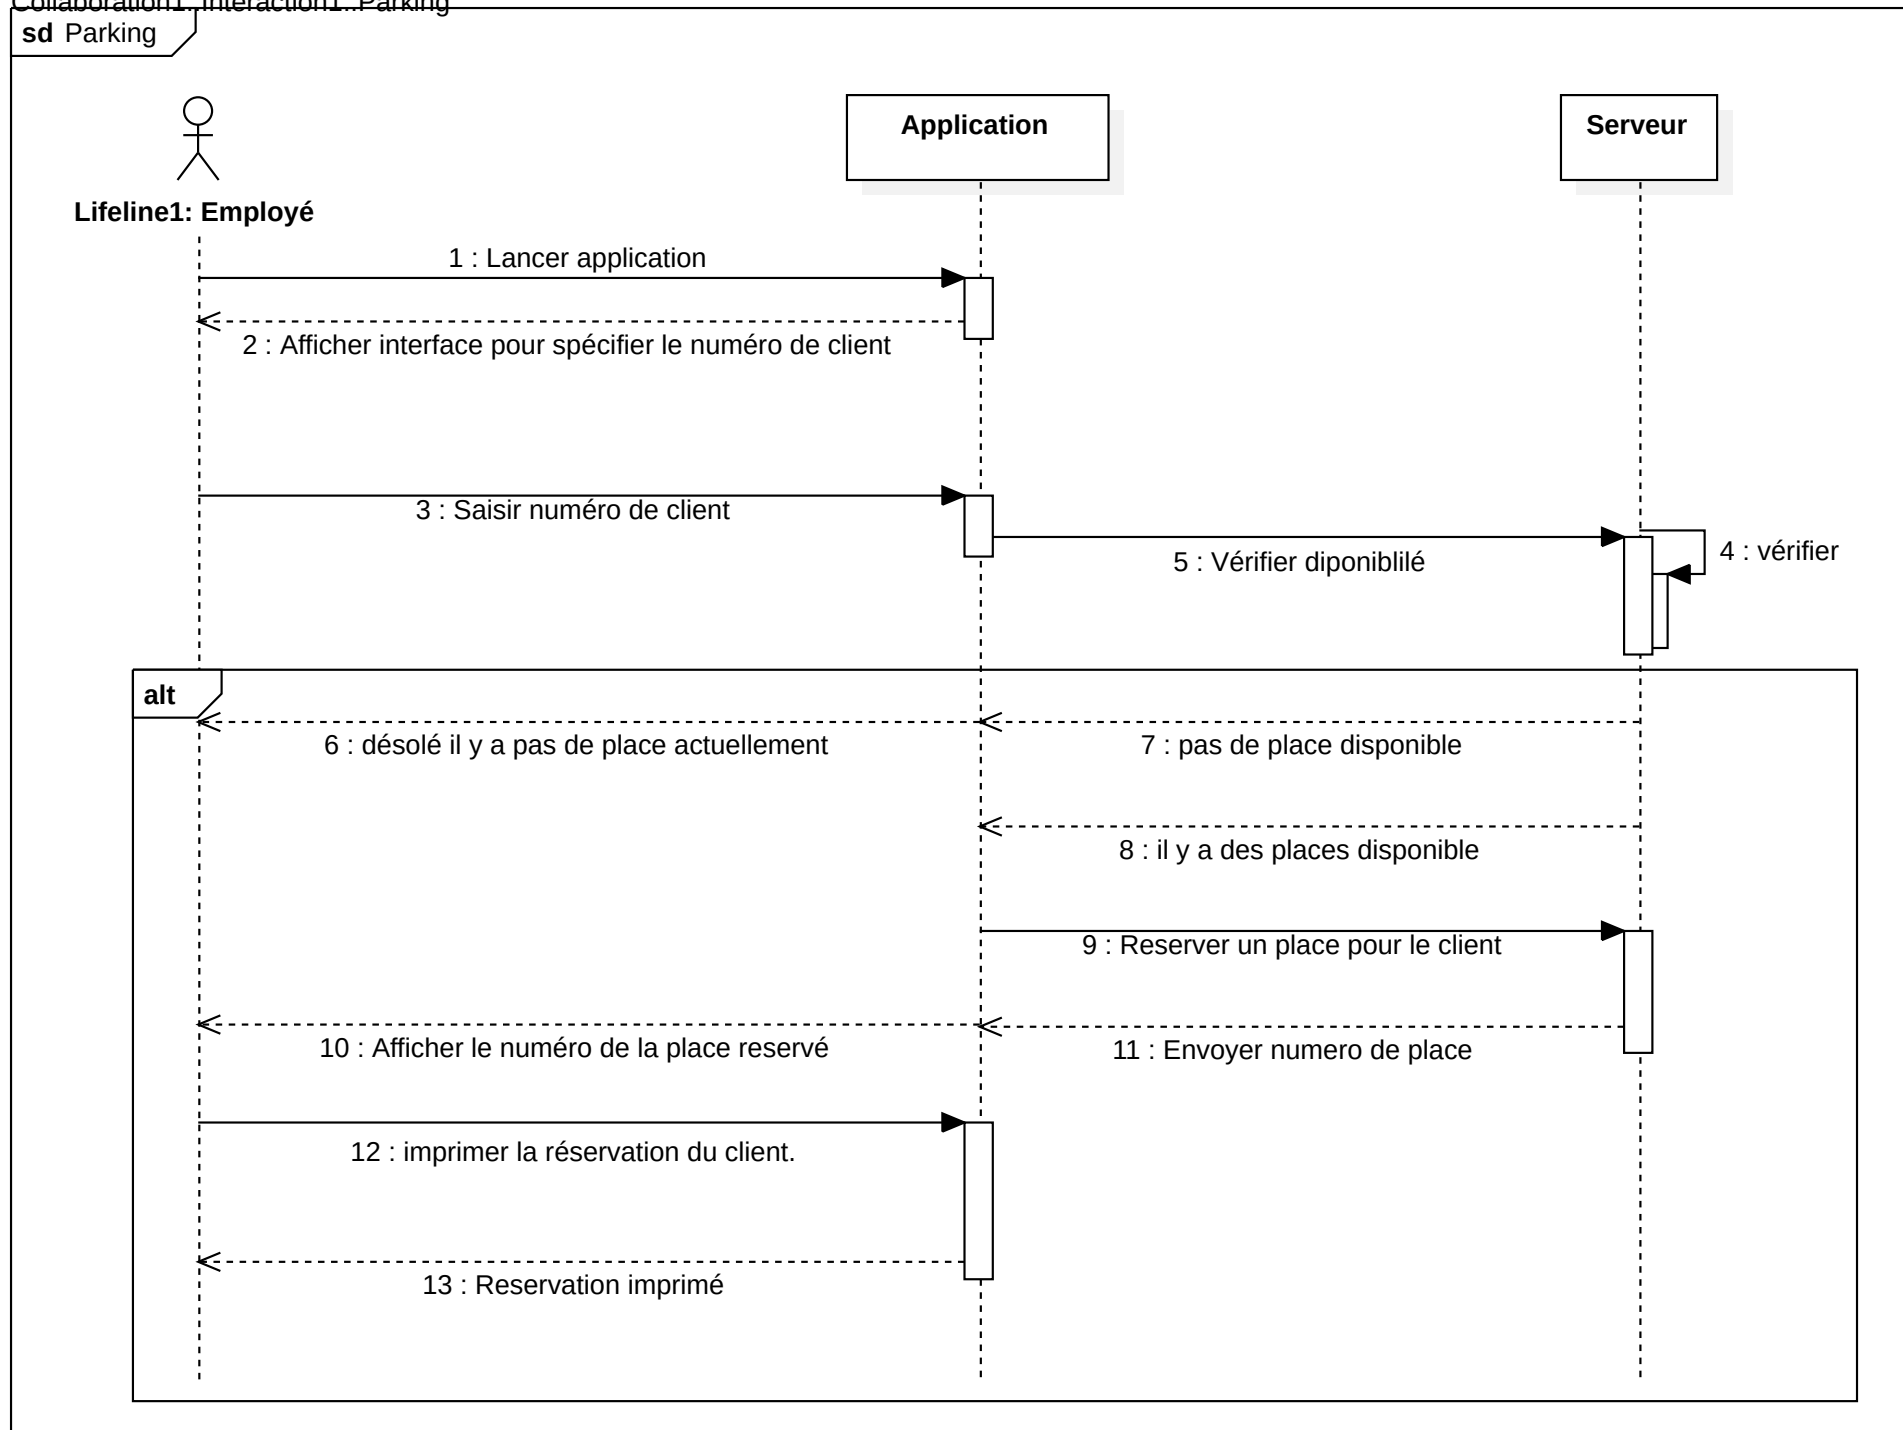 Collaboration1::Interaction1::Parking
sd Parking
Application
Serveur
Lifeline1: Employé
1 : Lancer application
2 : Afficher interface pour spécifier le numéro de client
3 : Saisir numéro de client
4 : vérifier
5 : Vérifier diponiblilé
alt
6 : désolé il y a pas de place actuellement
7 : pas de place disponible
8 : il y a des places disponible
9 : Reserver un place pour le client
10 : Afficher le numéro de la place reservé
11 : Envoyer numero de place
12 : imprimer la réservation du client.
13 : Reservation imprimé